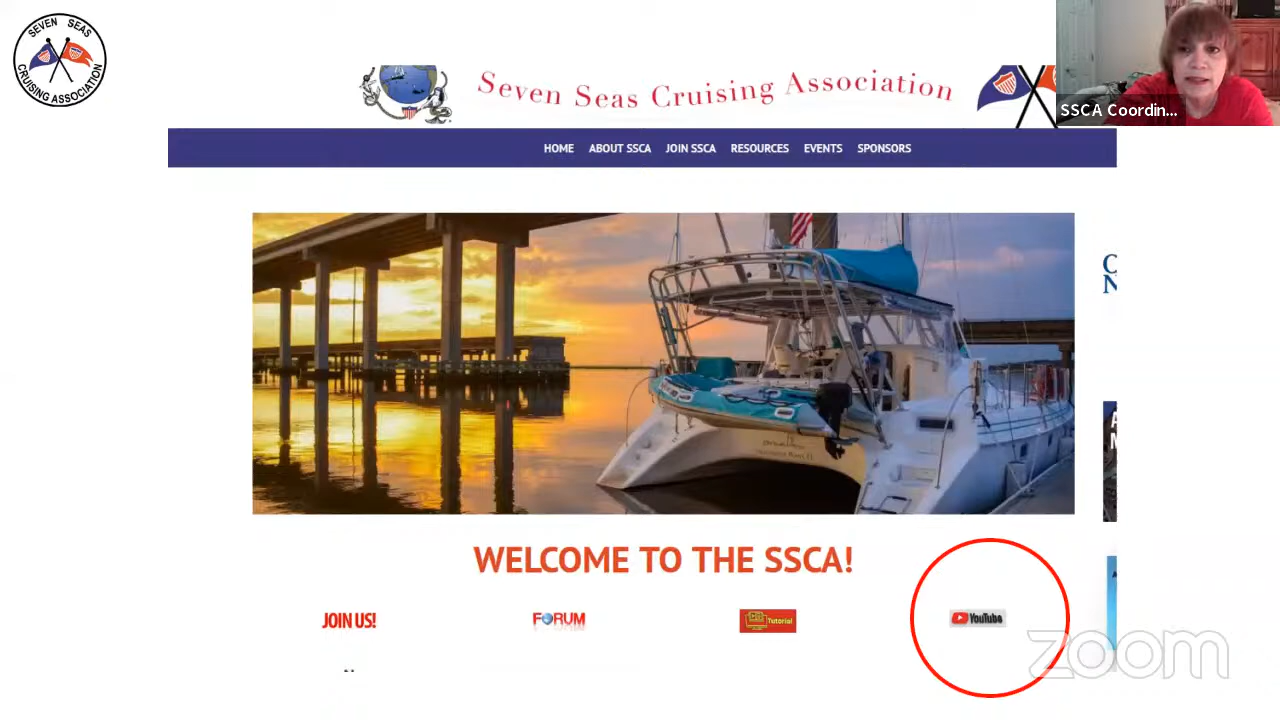 SEVEN SEAS
CRUISING ASSOCIATION
Seven Seas Cruising Association
SSCA Coordin...
HOME ABOUT SSCA JOIN SSCA RESOURCES EVENTS SPONSORS
WELCOME TO THE SSCA!
JOIN US!
FORUM
Tutorial
YouTube
zoom